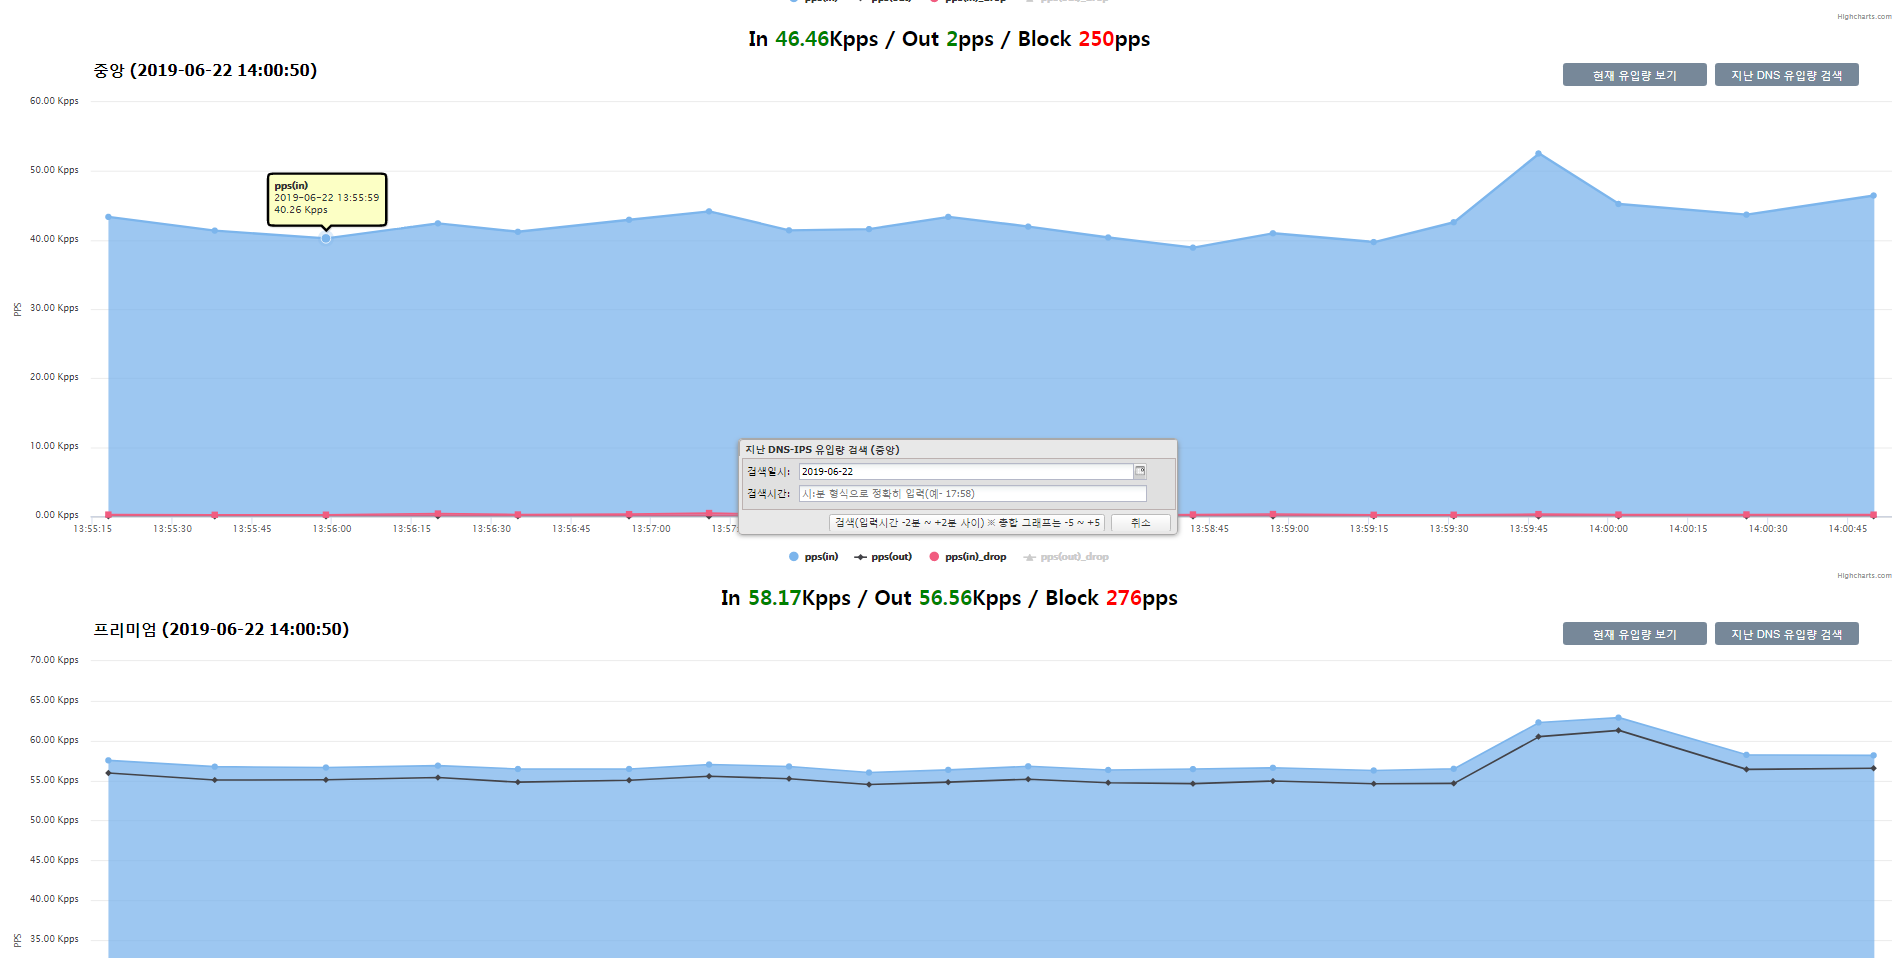 pps(in) pps(out) pps(in)_drop pps(out)_drop
Highcharts.com
In 46.46Kpps / Out 2pps / Block 250pps
중앙 (2019-06-22 14:00:50)
현재 유입량 보기
지난 DNS 유입량 검색
60.00 Kpps
50.00 Kpps
40.00 Kpps
30.00 Kpps
20.00 Kpps
10.00 Kpps
0.00 Kpps
PPS
pps(in)
2019-06-22 13:55:59
40.26 Kpps
지난 DNS-IPS 유입량 검색 (중앙)
검색일시: 2019-06-22
검색시간: 시:분 형식으로 정확히 입력(예- 17:58)
검색(입력시간 -2분 ~ +2분 사이) ※ 종합 그래프는 -5 ~ +5
취소
13:55:15 13:55:30 13:55:45 13:56:00 13:56:15 13:56:30 13:56:45 13:57:00 13:57 13:58:45 13:59:00 13:59:15 13:59:30 13:59:45 14:00:00 14:00:15 14:00:30 14:00:45
pps(in) pps(out) pps(in)_drop pps(out)_drop
Highcharts.com
In 58.17Kpps / Out 56.56Kpps / Block 276pps
프리미엄 (2019-06-22 14:00:50)
현재 유입량 보기
지난 DNS 유입량 검색
70.00 Kpps
65.00 Kpps
60.00 Kpps
55.00 Kpps
50.00 Kpps
45.00 Kpps
40.00 Kpps
35.00 Kpps
PPS